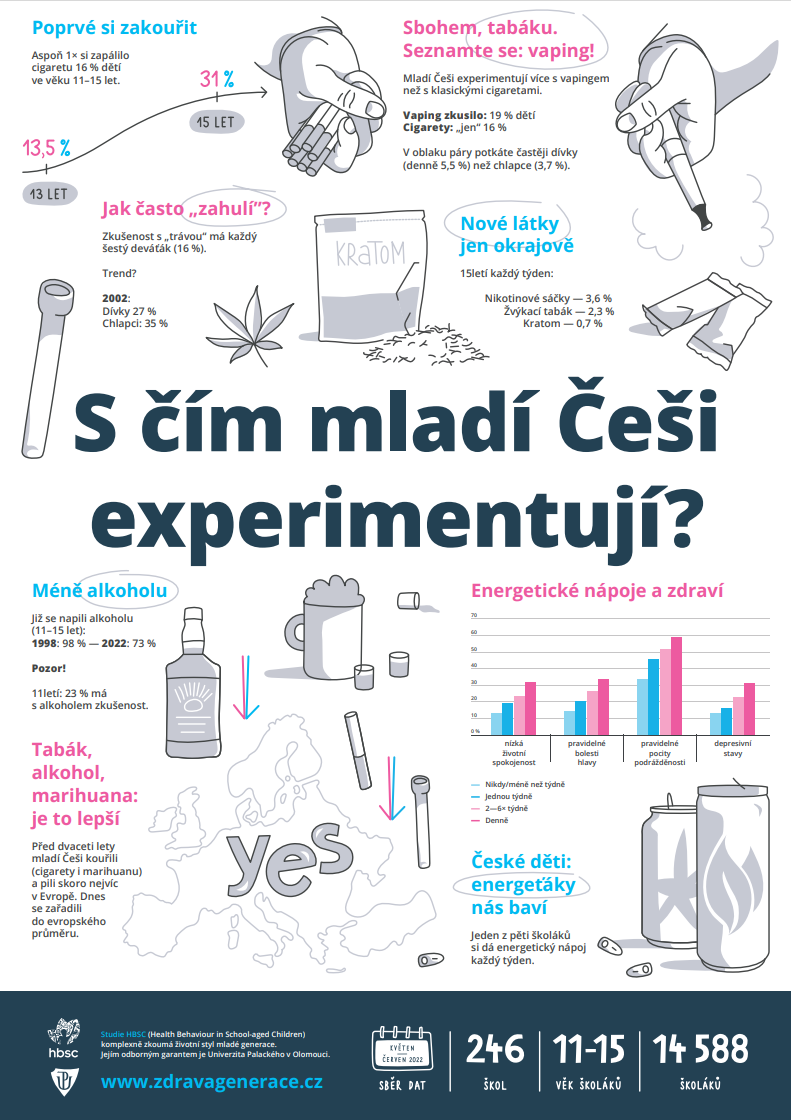 Poprvé si zakouřit
Aspoň 1× si zapálilo
cigaretu 16 % dětí
ve věku 11–15 let.
31 %
15 LET
13,5 %
13 LET
Sbohem, tabáku.
Seznamte se: vaping!
Mladí Češi experimentují více s vapingem
než s klasickými cigaretami.
Vaping zkusilo: 19 % dětí
Cigarety: „jen“ 16 %
V oblaku páry potkáte častěji dívky
(denně 5,5 %) než chlapce (3,7 %).
Jak často „zahulí“?
Zkušenost s „trávou“ má každý
šestý deváťák (16 %).
Trend?
2002:
Dívky 27 %
Chlapci: 35 %
KRATOM
Nové látky
jen okrajově
15letí každý týden:
Nikotinové sáčky — 3,6 %
Žvýkací tabák — 2,3 %
Kratom — 0,7 %
S čím mladí Češi
experimentují?
Méně alkoholu
Již se napili alkoholu
(11–15 let):
1998: 98 % — 2022: 73 %
Pozor!
11letí: 23 % má
s alkoholem zkušenost.
Tabák,
alkohol,
marihuana:
je to lepší
Před dvaceti lety
mladí Češi kouřili
(cigarety i marihuanu)
a pili skoro nejvíc
v Evropě. Dnes
se zařadili
do evropského
průměru.
yes
Energetické nápoje a zdraví
70
60
50
40
30
20
10
0 %
nízká
životní
spokojenost
pravidelné
bolesti
hlavy
pravidelné
pocity
podrážděnosti
depresivní
stavy
Nikdy/méně než týdně
Jednou týdně
2—6× týdně
Denně
České děti:
energeťáky
nás baví
Jeden z pěti školáků
si dá energetický nápoj
každý týden.
hbsc
Studie HBSC (Health Behaviour in School-aged Children)
komplexně zkoumá životní styl mladé generace.
Jejím odborným garantem je Univerzita Palackého v Olomouci.
www.zdravagenerace.cz
KVĚTEN
—
ČERVEN 2022
SBĚR DAT
246
ŠKOL
11-15
VĚK ŠKOLÁKŮ
14 588
ŠKOLÁKŮ